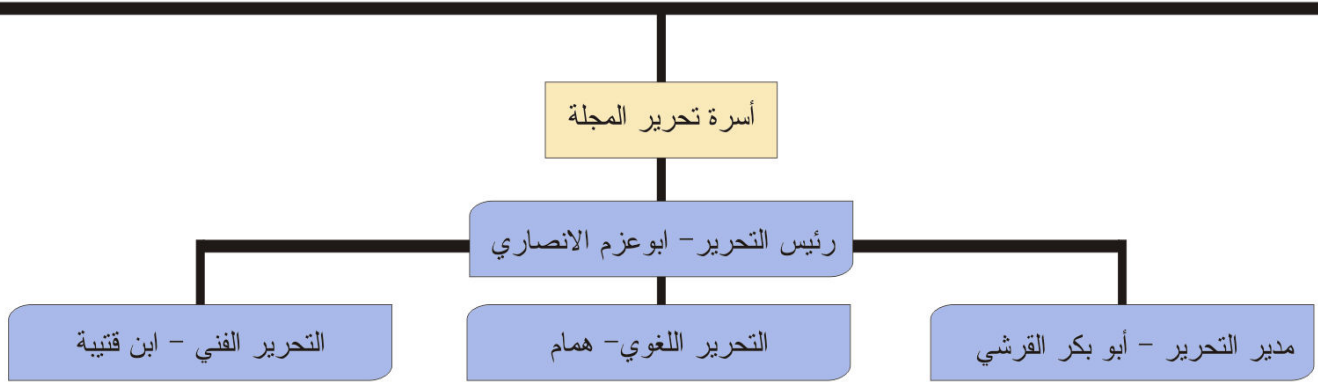 أسرة تحرير المجلة
رئيس التحرير- ابوعزم الانصاري
مدير التحرير - أبو بكر القرشي
التحرير اللغوي- همام
التحرير الفني - ابن قتيبة